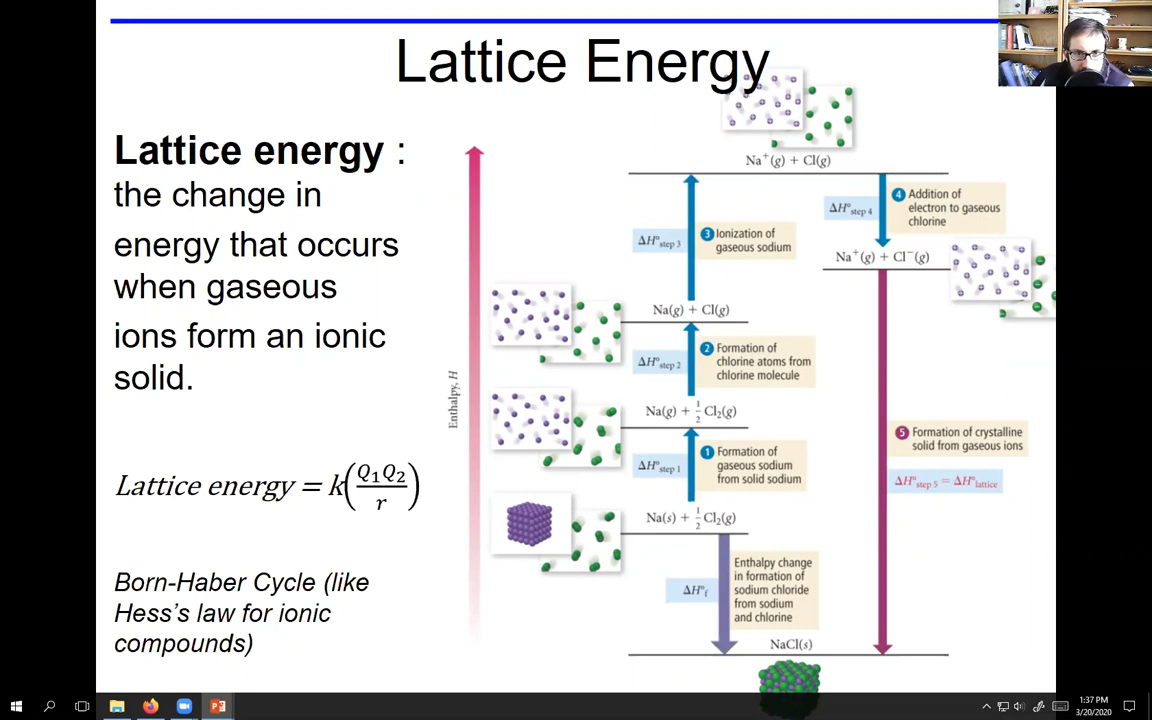 Lattice Energy
Lattice energy :
the change in
energy that occurs
when gaseous
ions form an ionic
solid.
Lattice energy = k(Q₁Q₂/r)
Born-Haber Cycle (like
Hess's law for ionic
compounds)
Enthalpy, H
Na⁺(g) + Cl(g)
ΔH°step 3
3 Ionization of
gaseous sodium
ΔH°step 4
4 Addition of
electron to gaseous
chlorine
Na⁺(g) + Cl⁻(g)
Na(g) + Cl(g)
ΔH°step 2
2 Formation of
chlorine atoms from
chlorine molecule
Na(g) + ½ Cl₂(g)
ΔH°step 1
1 Formation of
gaseous sodium
from solid sodium
5 Formation of crystalline
solid from gaseous ions
ΔH°step 5 = ΔH°lattice
Na(s) + ½ Cl₂(g)
ΔH°f
Enthalpy change
in formation of
sodium chloride
from sodium
and chlorine
NaCl(s)
1:37 PM
3/20/2020